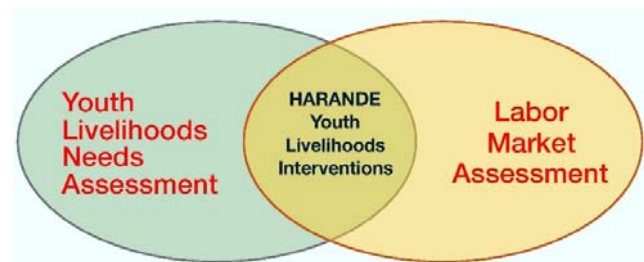 Youth
Livelihoods
Needs
Assessment
HARANDE
Youth
Livelihoods
Interventions
Labor
Market
Assessment